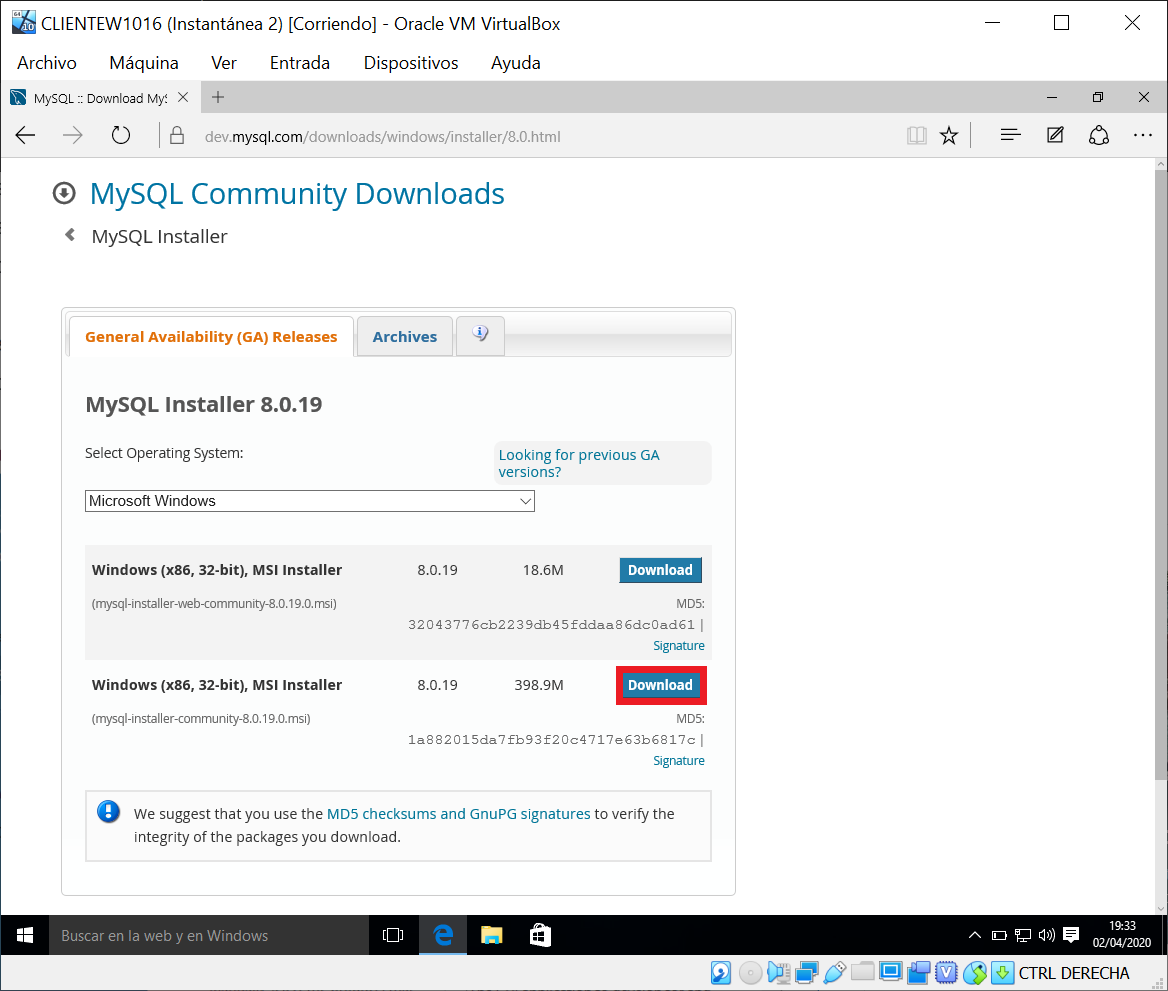 CLIENTEW1016 (Instantánea 2) [Corriendo] - Oracle VM VirtualBox
Archivo Máquina Ver Entrada Dispositivos Ayuda
MySQL :: Download MyS
dev.mysql.com/downloads/windows/installer/8.0.html
MySQL Community Downloads
MySQL Installer
General Availability (GA) Releases Archives
MySQL Installer 8.0.19
Select Operating System:
Looking for previous GA
versions?
Microsoft Windows
Windows (x86, 32-bit), MSI Installer 8.0.19 18.6M Download
(mysql-installer-web-community-8.0.19.0.msi) MD5:
32043776cb2239db45fddaa86dc0ad61 |
Signature
Windows (x86, 32-bit), MSI Installer 8.0.19 398.9M Download
(mysql-installer-community-8.0.19.0.msi) MD5:
1a882015da7fb93f20c4717e63b6817c |
Signature
We suggest that you use the MD5 checksums and GnuPG signatures to verify the
integrity of the packages you download.
Buscar en la web y en Windows
19:33
02/04/2020
CTRL DERECHA